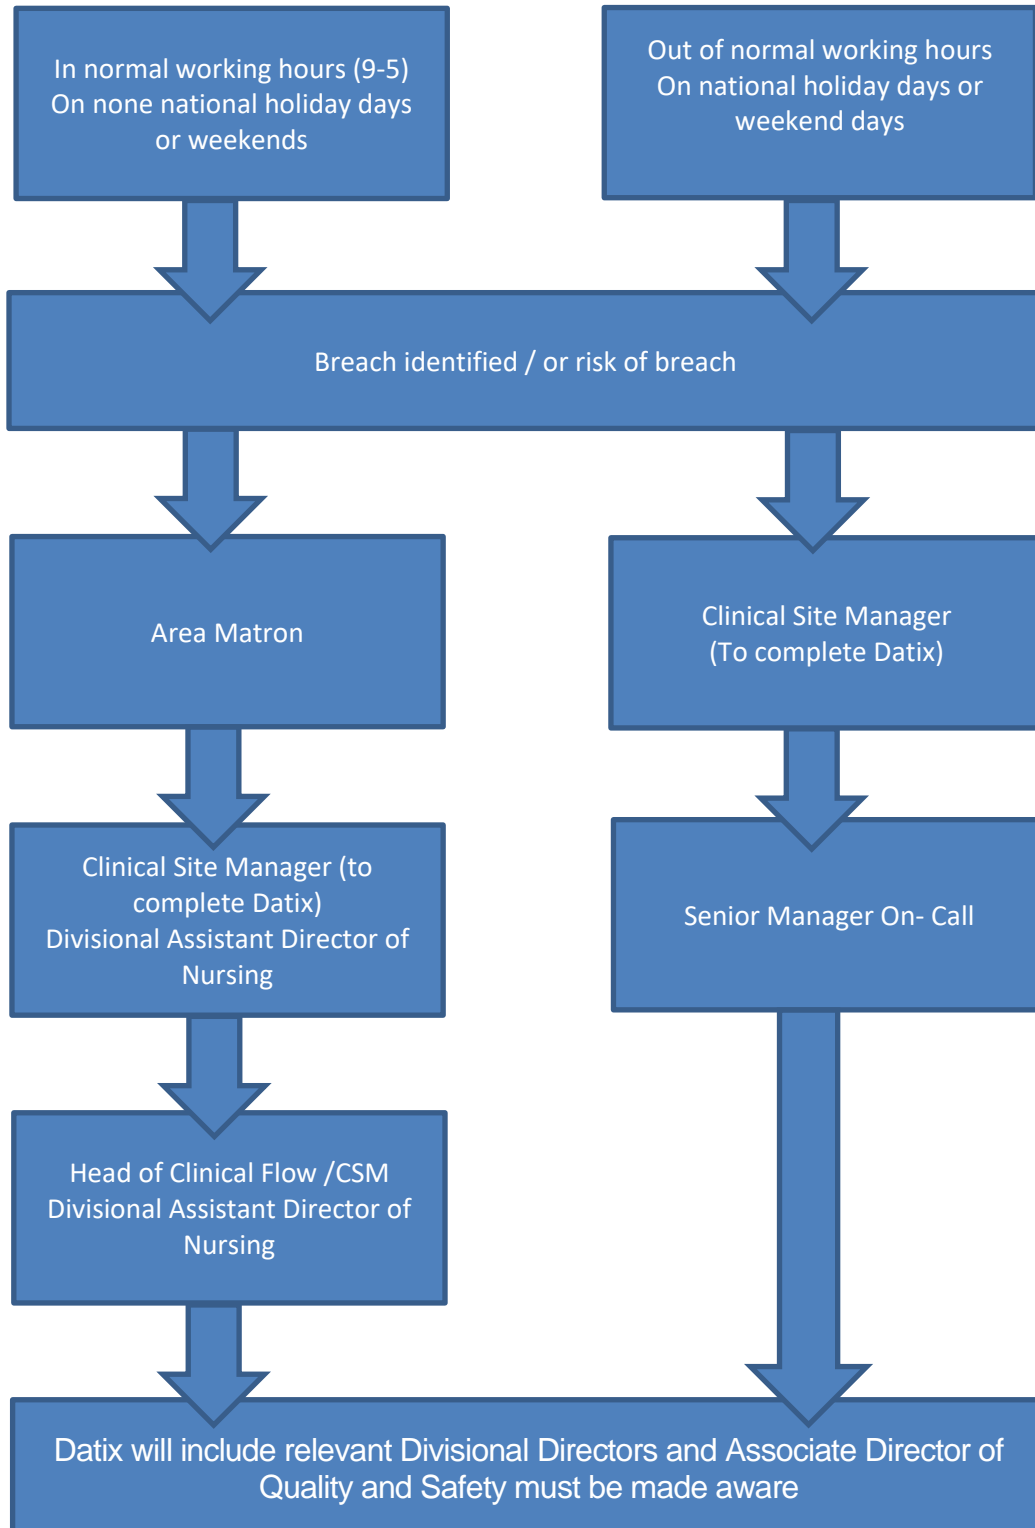 In normal working hours (9-5)
On none national holiday days
or weekends
Out of normal working hours
On national holiday days or
weekend days
Breach identified / or risk of breach
Area Matron
Clinical Site Manager
(To complete Datix)
Clinical Site Manager (to
complete Datix)
Divisional Assistant Director of
Nursing
Senior Manager On- Call
Head of Clinical Flow /CSM
Divisional Assistant Director of
Nursing
Datix will include relevant Divisional Directors and Associate Director of
Quality and Safety must be made aware